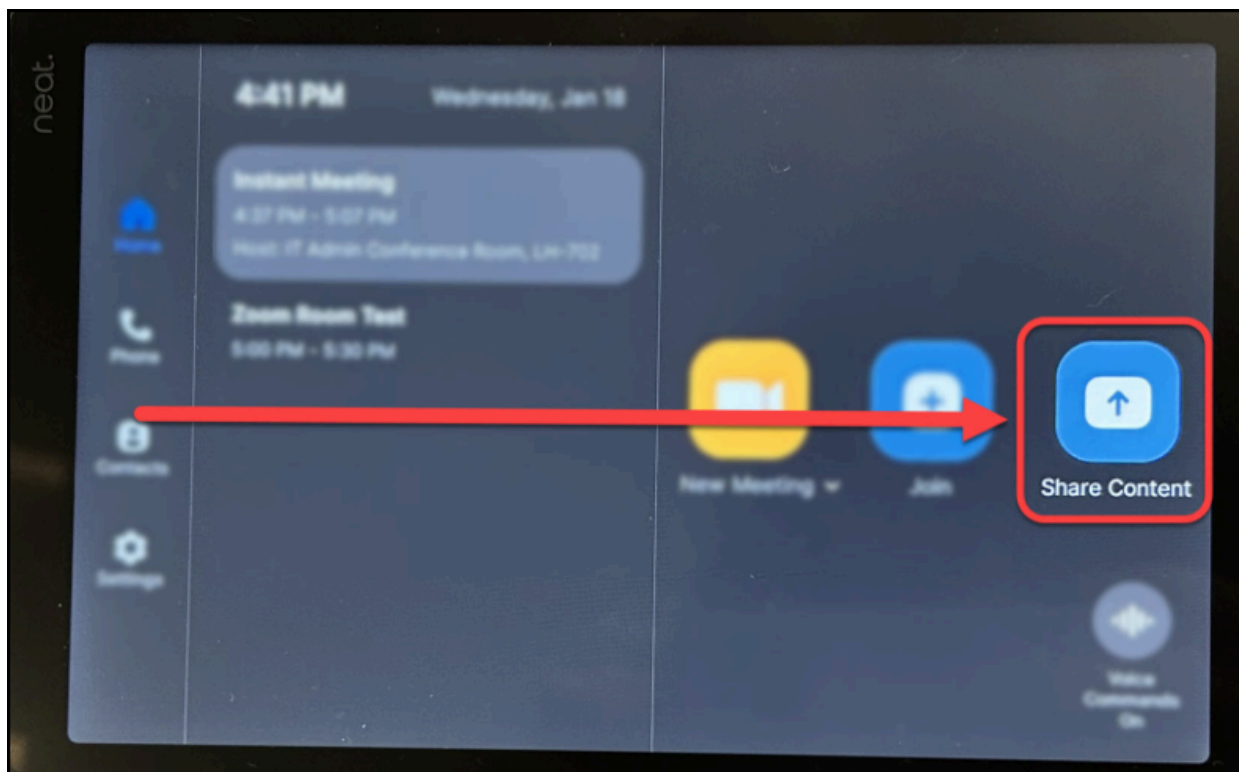 neat.
4:41 PM Wednesday, Jan 18
Instant Meeting
4:37 PM - 5:07 PM
Host: IT Admin Conference Room, LH-702
Zoom Room Test
5:00 PM - 5:30 PM
Home
Phone
Contacts
Settings
New Meeting
Join
Share Content
Voice
Commands
On